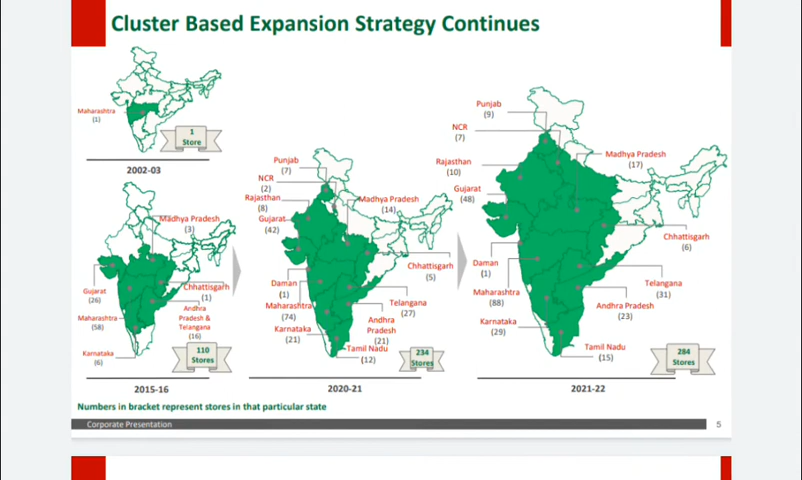 Cluster Based Expansion Strategy Continues
Maharashtra
(1)
1
Store
2002-03
Madhya Pradesh
(3)
Chhattisgarh
(1)
Gujarat
(26)
Andhra
Pradesh &
Telangana
(16)
Maharashtra
(58)
Karnataka
(6)
110
Stores
2015-16
Punjab
(7)
NCR
(2)
Rajasthan
(8)
Gujarat
(42)
Madhya Pradesh
(14)
Chhattisgarh
(5)
Daman
(1)
Maharashtra
(74)
Telangana
(27)
Karnataka
(21)
Andhra
Pradesh
(21)
Tamil Nadu
(12)
234
Stores
2020-21
Punjab
(9)
NCR
(7)
Rajasthan
(10)
Madhya Pradesh
(17)
Gujarat
(48)
Chhattisgarh
(6)
Daman
(1)
Maharashtra
(88)
Telangana
(31)
Andhra Pradesh
(23)
Karnataka
(29)
Tamil Nadu
(15)
284
Stores
2021-22
Numbers in bracket represent stores in that particular state
Corporate Presentation
5